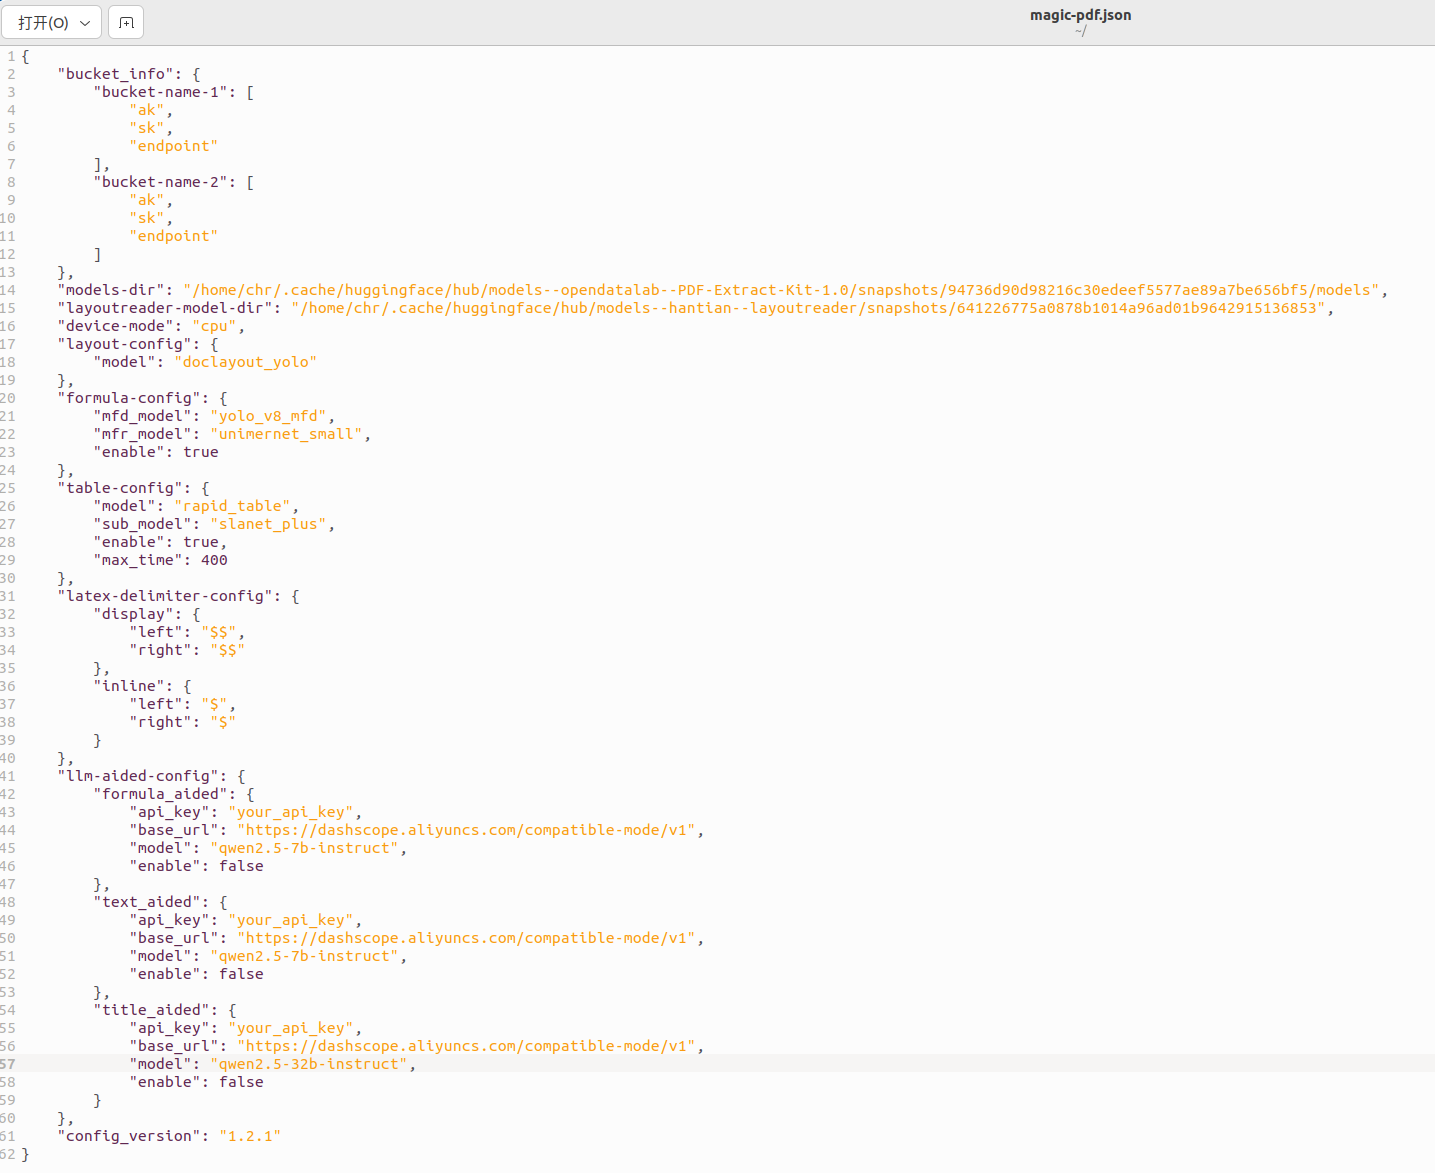 打开(O)
magic-pdf.json
~/
1 {
2     "bucket_info": {
3         "bucket-name-1": [
4             "ak",
5             "sk",
6             "endpoint"
7         ],
8         "bucket-name-2": [
9             "ak",
10             "sk",
11             "endpoint"
12         ]
13     },
14     "models-dir": "/home/chr/.cache/huggingface/hub/models--opendatalab--PDF-Extract-Kit-1.0/snapshots/94736d90d98216c30edeef5577ae89a7be656bf5/models",
15     "layoutreader-model-dir": "/home/chr/.cache/huggingface/hub/models--hantian--layoutreader/snapshots/641226775a0878b1014a96ad01b9642915136853",
16     "device-mode": "cpu",
17     "layout-config": {
18         "model": "doclayout_yolo"
19     },
20     "formula-config": {
21         "mfd_model": "yolo_v8_mfd",
22         "mfr_model": "unimernet_small",
23         "enable": true
24     },
25     "table-config": {
26         "model": "rapid_table",
27         "sub_model": "slanet_plus",
28         "enable": true,
29         "max_time": 400
30     },
31     "latex-delimiter-config": {
32         "display": {
33             "left": "$$",
34             "right": "$$"
35         },
36         "inline": {
37             "left": "$",
38             "right": "$"
39         }
40     },
41     "llm-aided-config": {
42         "formula_aided": {
43             "api_key": "your_api_key",
44             "base_url": "https://dashscope.aliyuncs.com/compatible-mode/v1",
45             "model": "qwen2.5-7b-instruct",
46             "enable": false
47         },
48         "text_aided": {
49             "api_key": "your_api_key",
50             "base_url": "https://dashscope.aliyuncs.com/compatible-mode/v1",
51             "model": "qwen2.5-7b-instruct",
52             "enable": false
53         },
54         "title_aided": {
55             "api_key": "your_api_key",
56             "base_url": "https://dashscope.aliyuncs.com/compatible-mode/v1",
57             "model": "qwen2.5-32b-instruct",
58             "enable": false
59         }
60     },
61     "config_version": "1.2.1"
62 }